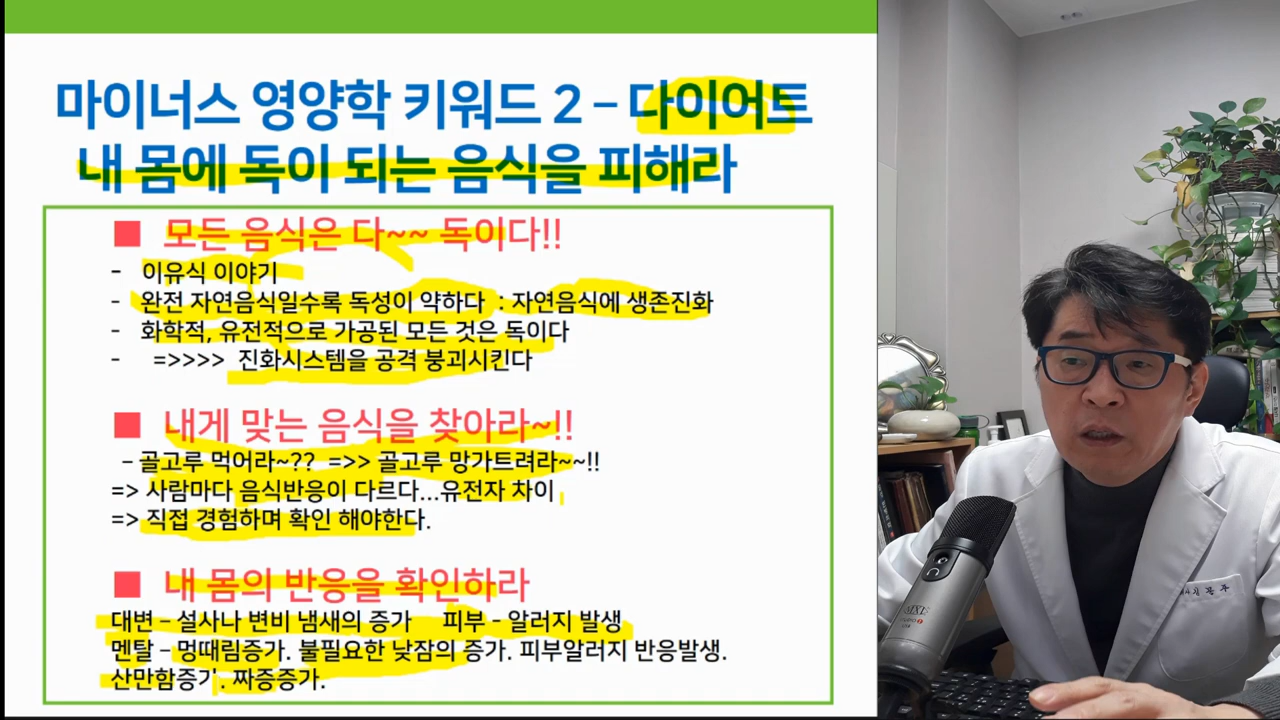 마이너스 영양학 키워드 2 – 다이어트
내 몸에 독이 되는 음식을 피해라
■ 모든 음식은 다~~ 독이다!!
- 이유식 이야기
- 완전 자연음식일수록 독성이 약하다 : 자연음식에 생존진화
- 화학적, 유전적으로 가공된 모든 것은 독이다
- =>>>> 진화시스템을 공격 붕괴시킨다
■ 내게 맞는 음식을 찾아라~!!
– 골고루 먹어라~?? =>> 골고루 망가트려라~~!!
=> 사람마다 음식반응이 다르다...유전자 차이
=> 직접 경험하며 확인 해야한다.
■ 내 몸의 반응을 확인하라
대변 – 설사나 변비 냄새의 증가 피부 - 알러지 발생
멘탈 – 멍때림증가. 불필요한 낮잠의 증가. 피부알러지 반응발생.
산만함증가. 짜증증가.
MXL